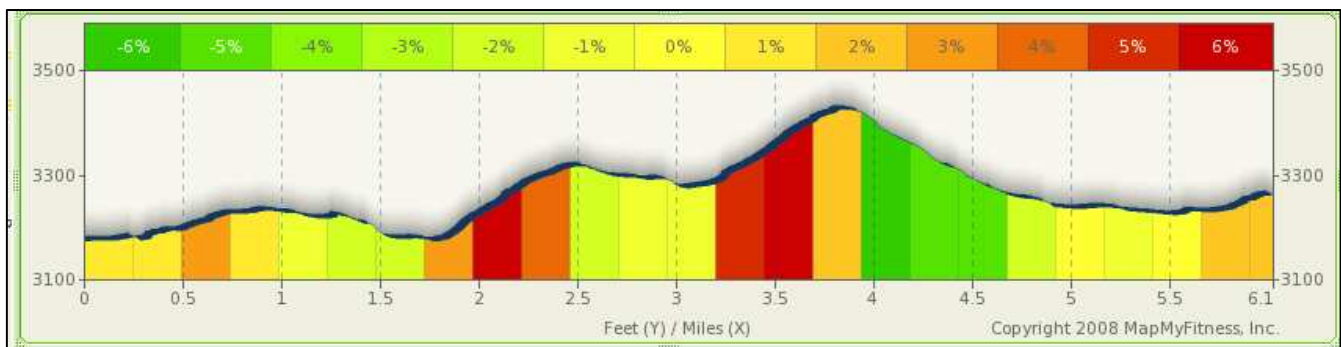 -6% -5% -4% -3% -2% -1% 0% 1% 2% 3% 4% 5% 6%
3500 3500
3300 3300
3100 3100
0 0.5 1 1.5 2 2.5 3 3.5 4 4.5 5 5.5 6.1
Feet (Y) / Miles (X) Copyright 2008 MapMyFitness, Inc.